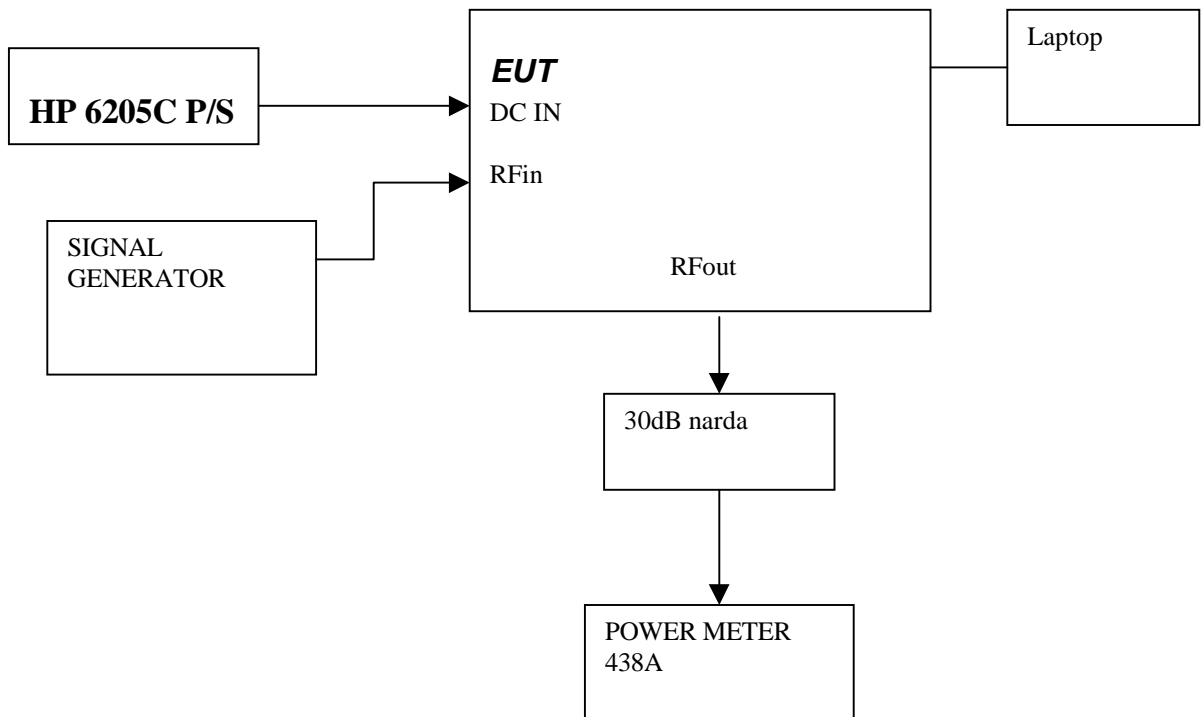 HP 6205C P/S
EUT
DC IN
RFin
RFout
Laptop
SIGNAL
GENERATOR
30dB narda
POWER METER
438A